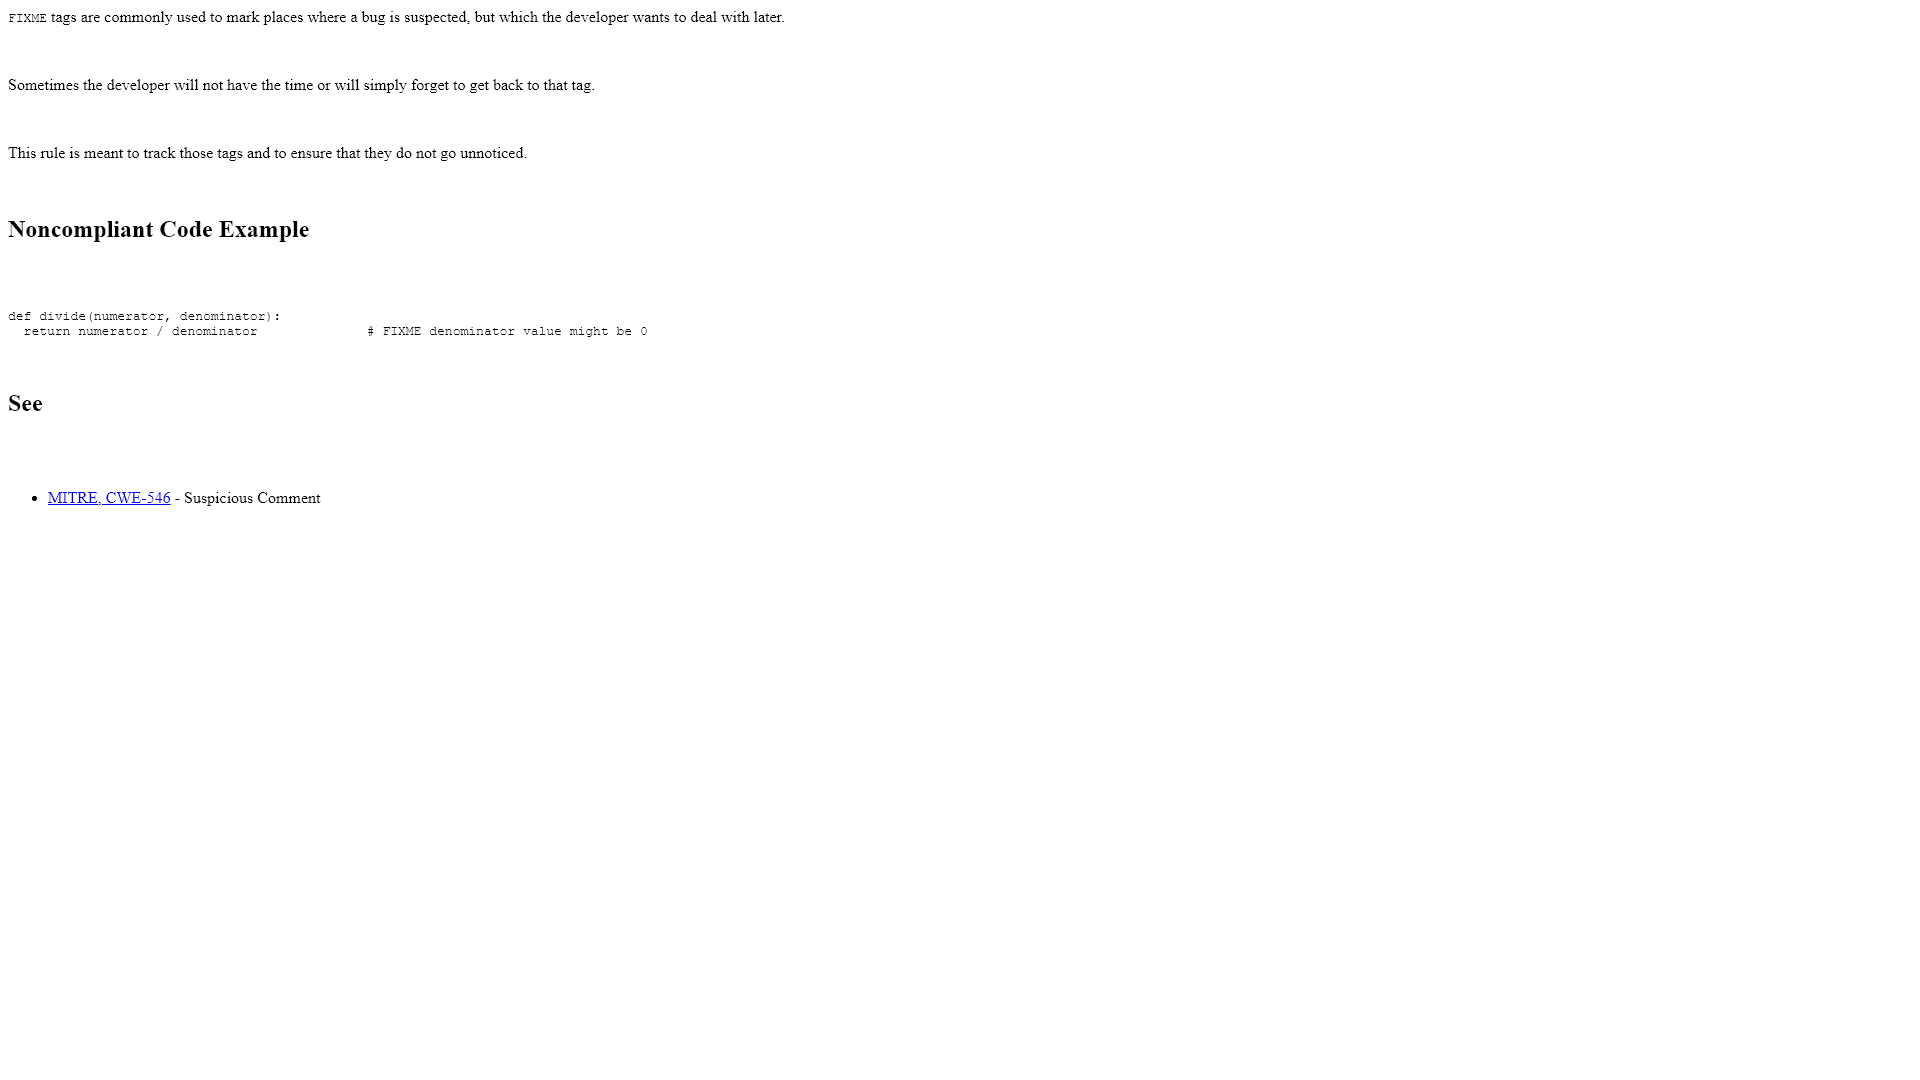 FIXME tags are commonly used to mark places where a bug is suspected, but which the developer wants to deal with later.
Sometimes the developer will not have the time or will simply forget to get back to that tag.
This rule is meant to track those tags and to ensure that they do not go unnoticed.
Noncompliant Code Example
def divide(numerator, denominator):
  return numerator / denominator              # FIXME denominator value might be 0
See
• MITRE, CWE-546 - Suspicious Comment